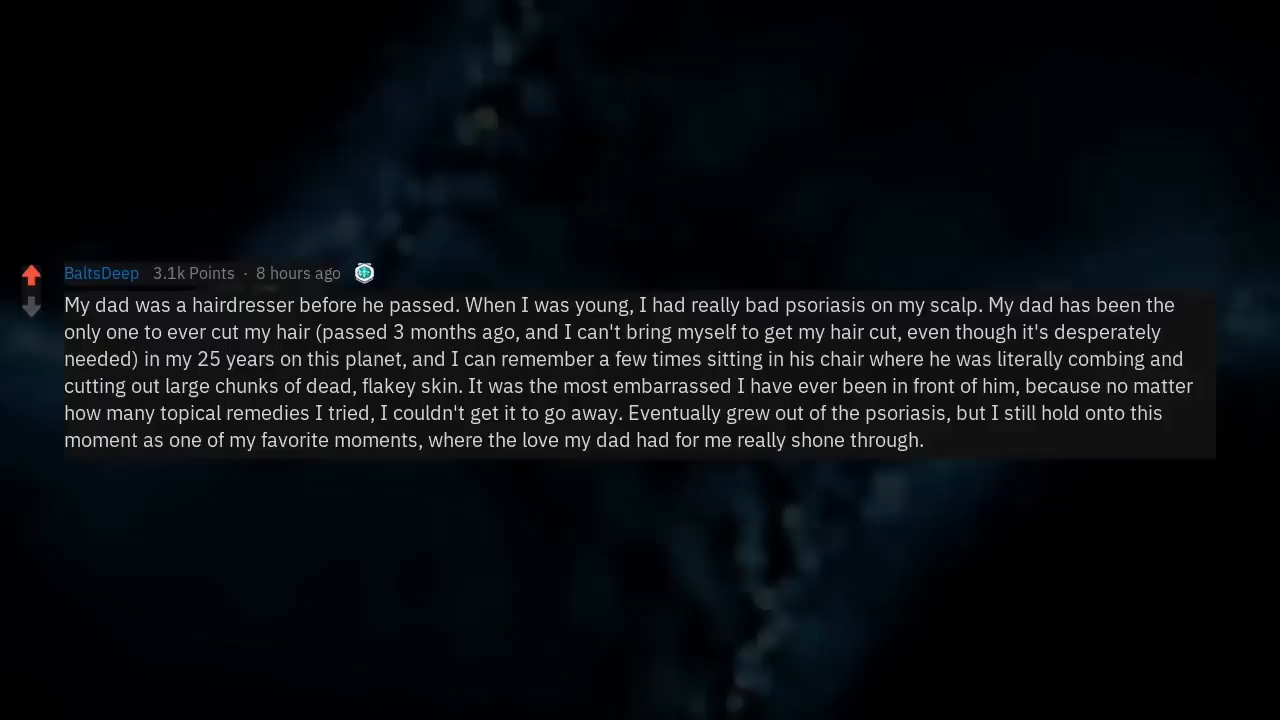 BaltsDeep 3.1k Points · 8 hours ago
My dad was a hairdresser before he passed. When I was young, I had really bad psoriasis on my scalp. My dad has been the
only one to ever cut my hair (passed 3 months ago, and I can't bring myself to get my hair cut, even though it's desperately
needed) in my 25 years on this planet, and I can remember a few times sitting in his chair where he was literally combing and
cutting out large chunks of dead, flakey skin. It was the most embarrassed I have ever been in front of him, because no matter
how many topical remedies I tried, I couldn't get it to go away. Eventually grew out of the psoriasis, but I still hold onto this
moment as one of my favorite moments, where the love my dad had for me really shone through.